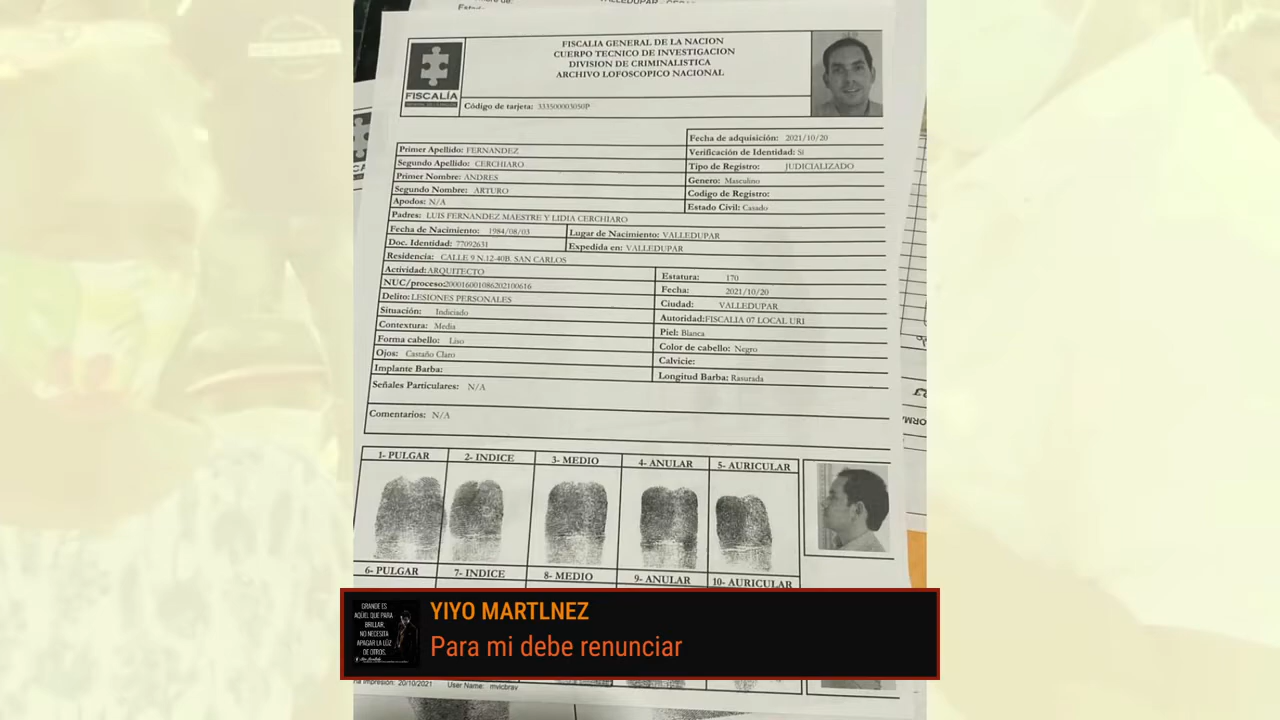 VALLEDUPAR - CESAR
FISCALIA GENERAL DE LA NACION
CUERPO TECNICO DE INVESTIGACION
DIVISION DE CRIMINALISTICA
ARCHIVO LOFOSCOPICO NACIONAL
FISCALÍA
Código de tarjeta: 333500003050P
Fecha de adquisición: 2021/10/20
Primer Apellido: FERNANDEZ
Verificación de Identidad: Si
Segundo Apellido: CERCHIARO
Tipo de Registro: JUDICIALIZADO
Primer Nombre: ANDRES
Genero: Masculino
Segundo Nombre: ARTURO
Codigo de Registro:
Apodos: N/A
Estado Civil: Casado
Padres: LUIS FERNANDEZ MAESTRE Y LIDIA CERCHIARO
Fecha de Nacimiento: 1984/08/03
Lugar de Nacimiento: VALLEDUPAR
Doc. Identidad: 77092631
Expedida en: VALLEDUPAR
Residencia: CALLE 9 N.12-40B. SAN CARLOS
Actividad: ARQUITECTO
Estatura: 170
NUC/proceso: 200016001086202100616
Fecha: 2021/10/20
Delito: LESIONES PERSONALES
Ciudad: VALLEDUPAR
Situación: Indiciado
Autoridad: FISCALIA 07 LOCAL URI
Contextura: Media
Piel: Blanca
Forma cabello: Liso
Color de cabello: Negro
Ojos: Castaño Claro
Calvicie:
Implante Barba:
Longitud Barba: Rasurada
Señales Particulares: N/A
Comentarios: N/A
1- PULGAR
2- INDICE
3- MEDIO
4- ANULAR
5- AURICULAR
6- PULGAR
7- INDICE
8- MEDIO
9- ANULAR
10- AURICULAR
GRANDE ES
AQUEL QUE PARA
BRILLAR,
NO NECESITA
APAGAR LA LUZ
DE OTROS.
YIYO MARTLNEZ
Para mi debe renunciar
Impresión: 20/10/2021 User Name: mvicbrav